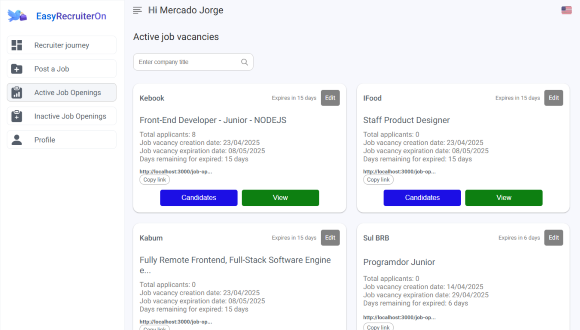 EasyRecruiterOn
Hi Mercado Jorge
Recruiter journey
Post a Job
Active Job Openings
Inactive Job Openings
Profile
Active job vacancies
Enter company title
Kebook
Expires in 15 days
Edit
Front-End Developer - Junior - NODEJS
Total applicants: 8
Job vacancy creation date: 23/04/2025
Job vacancy expiration date: 08/05/2025
Days remaining for expired: 15 days
http://localhost:3000/job-op...
Copy link
Candidates
View
IFood
Expires in 15 days
Edit
Staff Product Designer
Total applicants: 0
Job vacancy creation date: 23/04/2025
Job vacancy expiration date: 08/05/2025
Days remaining for expired: 15 days
http://localhost:3000/job-op...
Copy link
Candidates
View
Kabum
Expires in 15 days
Edit
Fully Remote Frontend, Full-Stack Software Engine
e...
Total applicants: 0
Job vacancy creation date: 23/04/2025
Job vacancy expiration date: 08/05/2025
Days remaining for expired: 15 days
http://localhost:3000/job-op...
Copy link
Sul BRB
Expires in 6 days
Edit
Programdor Junior
Total applicants: 0
Job vacancy creation date: 14/04/2025
Job vacancy expiration date: 29/04/2025
Days remaining for expired: 6 days
http://localhost:3000/job-op...
Copy link